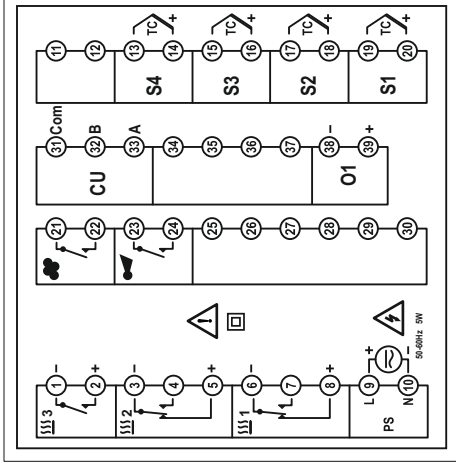 TC + TC + TC + TC +
11 12 13 14 15 16 17 18 19 20
S4 S3 S2 S1
Com B A − +
31 32 33 34 35 36 37 38 39
CU O1
21 22 23 24 25 26 27 28 29 30
50-60Hz 5W
− + − + − + + −
1 2 3 4 5 6 7 8 9 10
L N
3 2 1 PS